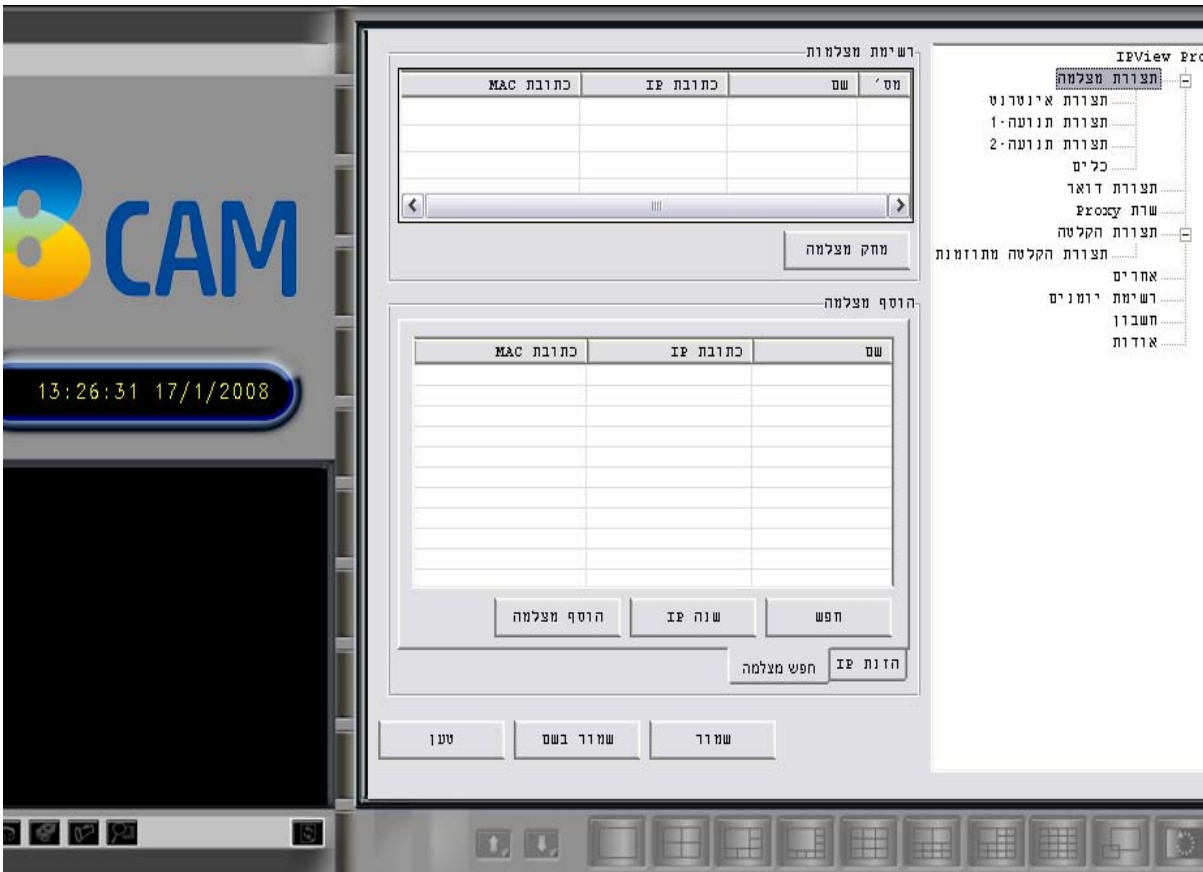 IPView Pro
תצורת מצלמה
תצורת אינטרנט
תצורת תנועה-1
תצורת תנועה-2
כלים
תצורת דואר
שרת Proxy
תצורת הקלטה
תצורת הקלטה מתוזמנת
אחרים
רשימת יומנים
חשבון
אודות
רשימת מצלמות
מס׳ שם כתובת IP כתובת MAC
מחק מצלמה
הוסף מצלמה
שם כתובת IP כתובת MAC
חפש שנה IP הוסף מצלמה
הזנת IP חפש מצלמה
שמור שמור בשם טען
8CAM
13:26:31 17/1/2008